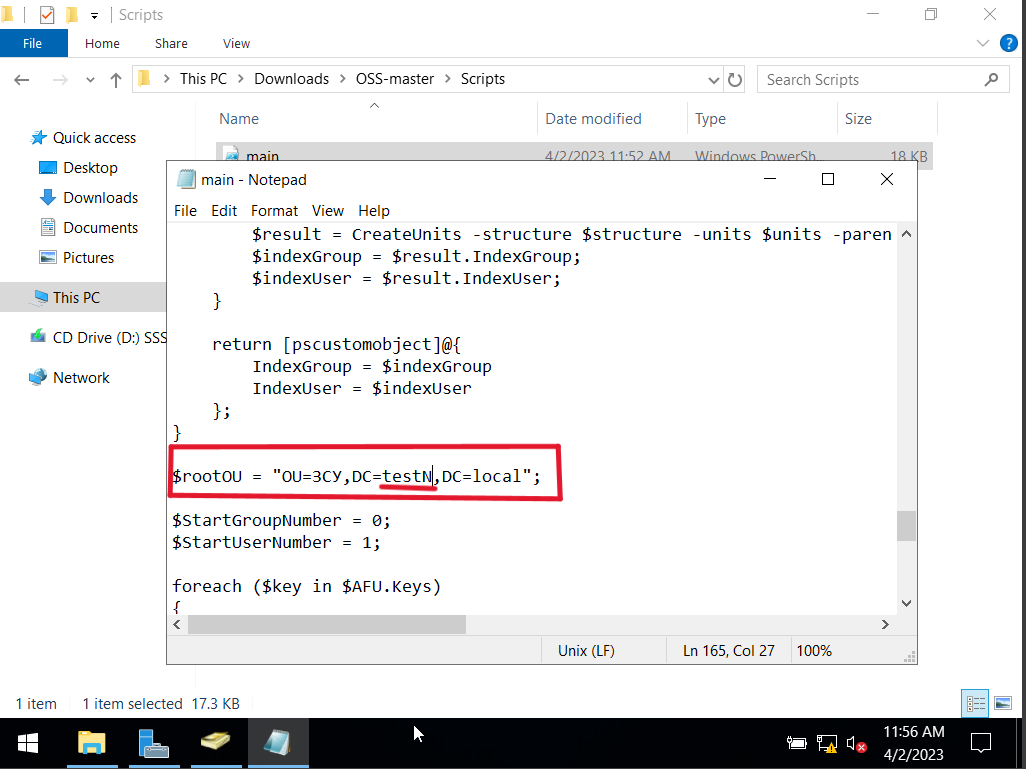 Scripts
File Home Share View
This PC Downloads OSS-master Scripts
Search Scripts
Name Date modified Type Size
main 4/2/2023 11:52 AM Windows PowerSh... 18 KB
Quick access
Desktop
Downloads
Documents
Pictures
This PC
CD Drive (D:) SSS
Network
main - Notepad
File Edit Format View Help
$result = CreateUnits -structure $structure -units $units -paren
$indexGroup = $result.IndexGroup;
$indexUser = $result.IndexUser;
}
return [pscustomobject]@{
IndexGroup = $indexGroup
IndexUser = $indexUser
};
}
$rootOU = "OU=ЗСУ,DC=testN,DC=local";
$StartGroupNumber = 0;
$StartUserNumber = 1;
foreach ($key in $AFU.Keys)
{
Unix (LF) Ln 165, Col 27 100%
1 item 1 item selected 17.3 KB
11:56 AM
4/2/2023